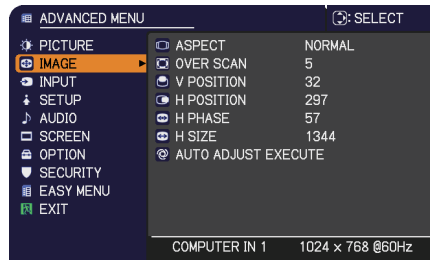 ADVANCED MENU : SELECT
PICTURE ASPECT NORMAL
IMAGE OVER SCAN 5
INPUT V POSITION 32
SETUP H POSITION 297
AUDIO H PHASE 57
SCREEN H SIZE 1344
OPTION AUTO ADJUST EXECUTE
SECURITY
EASY MENU
EXIT
COMPUTER IN 1 1024 x 768 @60Hz